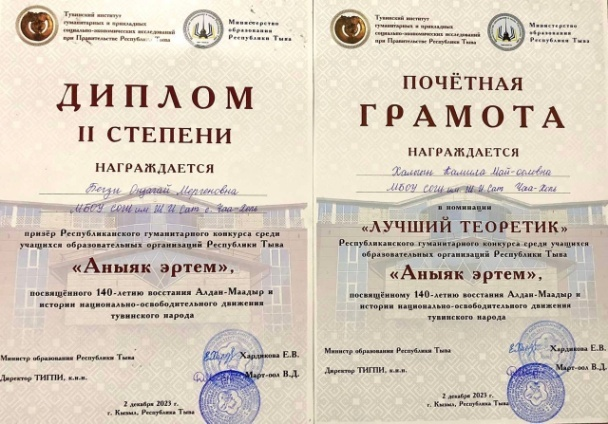 Тувинский институт
гуманитарных и прикладных
социально-экономических исследований
при Правительстве Республики Тыва
Министерство
образования
Республики Тыва
ДИПЛОМ
II СТЕПЕНИ
НАГРАЖДАЕТСЯ
Мергеновна
МБОУ СОШ им Ш Ч Сат с. Чаа-Холь
призёр Республиканского гуманитарного конкурса среди
учащихся образовательных организаций Республики Тыва
«Аныяк эртем»,
посвящённого 140-летию восстания Алдан-Маадыр и
истории национально-освободительного движения
тувинского народа
Министр образования Республики Тыва
Хардикова Е.В.
Директор ТИГПИ, к.и.н.
Март-оол В.Д.
2 декабря 2023 г.
г. Кызыл, Республика Тыва
Тувинский институт
гуманитарных и прикладных
социально-экономических исследований
при Правительстве Республики Тыва
Министерство
образования
Республики Тыва
ПОЧЁТНАЯ
ГРАМОТА
НАГРАЖДАЕТСЯ
МБОУ СОШ им Ш Ч Сат Чаа-Холь
в номинации
«ЛУЧШИЙ ТЕОРЕТИК»
Республиканского гуманитарного конкурса среди учащихся
образовательных организаций Республики Тыва
«Аныяк эртем»,
посвящённому 140-летию восстания Алдан-Маадыр и
истории национально-освободительного движения
тувинского народа
Министр образования Республики Тыва
Хардикова Е.В.
Директор ТИГПИ, к.и.н.
Март-оол В.Д.
2 декабря 2023 г.
г. Кызыл, Республика Тыва